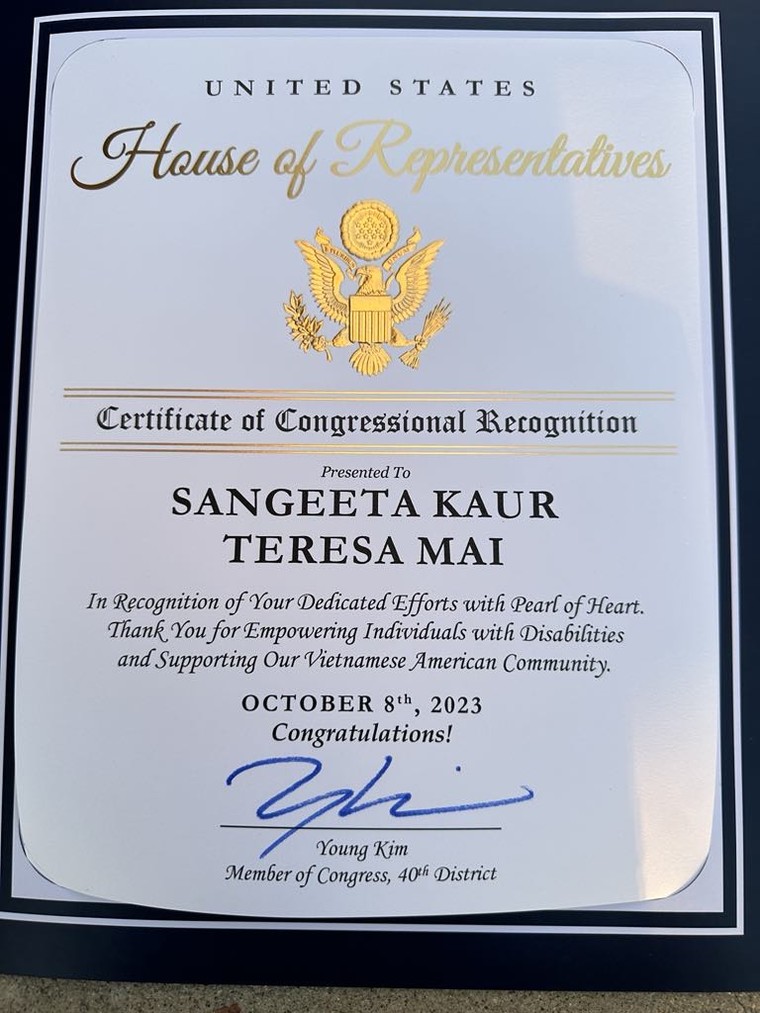 UNITED STATES
House of Representatives
Certificate of Congressional Recognition
Presented To
SANGEETA KAUR
TERESA MAI
In Recognition of Your Dedicated Efforts with Pearl of Heart.
Thank You for Empowering Individuals with Disabilities
and Supporting Our Vietnamese American Community.
OCTOBER 8th, 2023
Congratulations!
Young Kim
Member of Congress, 40th District